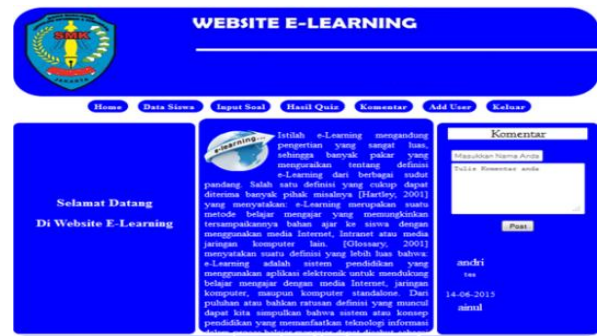 WEBSITE E-LEARNING
SMK
JAKARTA
Home Data Siswa Input Soal Hasil Quiz Komentar Add User Keluar
Selamat Datang
Di Website E-Learning
e-learning...
Istilah e-Learning mengandung
pengertian yang sangat luas,
sehingga banyak pakar yang
menguraikan tentang definisi
e-Learning dari berbagai sudut
pandang. Salah satu definisi yang cukup dapat
diterima banyak pihak misalnya [Hartley, 2001]
yang menyatakan: e-Learning merupakan suatu
metode belajar mengajar yang memungkinkan
tersampaikannya bahan ajar ke siswa dengan
menggunakan media Internet, Intranet atau media
jaringan komputer lain. [Glossary, 2001]
menyatakan suatu definisi yang lebih luas bahwa:
e-Learning adalah sistem pendidikan yang
menggunakan aplikasi elektronik untuk mendukung
belajar mengajar dengan media Internet, jaringan
komputer, maupun komputer standalone. Dari
puluhan atau bahkan ratusan definisi yang muncul
dapat kita simpulkan bahwa sistem atau konsep
pendidikan yang memanfaatkan teknologi informasi
Komentar
Masukkan Nama Anda
Tulis Komentar anda
Post
andri
tes
14-06-2015
ainul